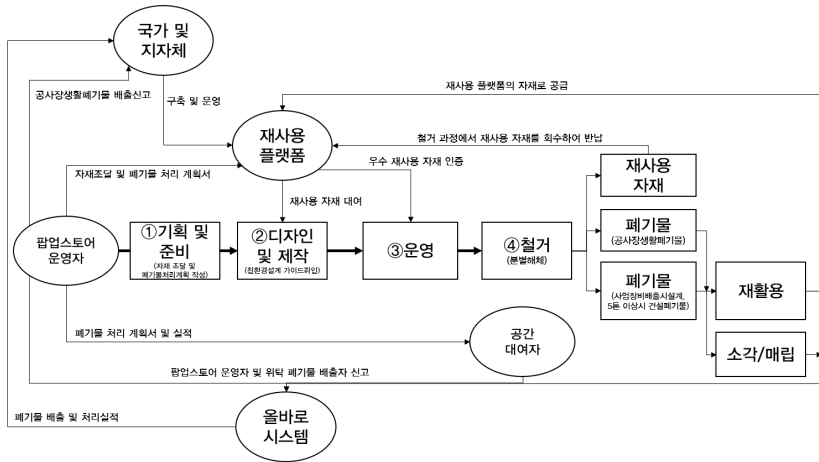 국가 및
지자체
재사용 플랫폼의 자재로 공급
공사장생활폐기물 배출신고
구축 및 운영
재사용
플랫폼
철거 과정에서 재사용 자재를 회수하여 반납
우수 재사용 자재 인증
자재조달 및 폐기물 처리 계획서
재사용 자재 대여
재사용
자재
팝업스토어
운영자
①기획 및
준비
(자재 조달 및
폐기물처리계획 작성)
②디자인
및 제작
(친환경설계 가이드라인)
③운영
④철거
(분별해체)
폐기물
(공사장생활폐기물)
폐기물
(사업장비배출시설계,
5톤 이상시 건설폐기물)
재활용
폐기물 처리 계획서 및 실적
공간
대여자
소각/매립
팝업스토어 운영자 및 위탁 폐기물 배출자 신고
폐기물 배출 및 처리실적
올바로
시스템